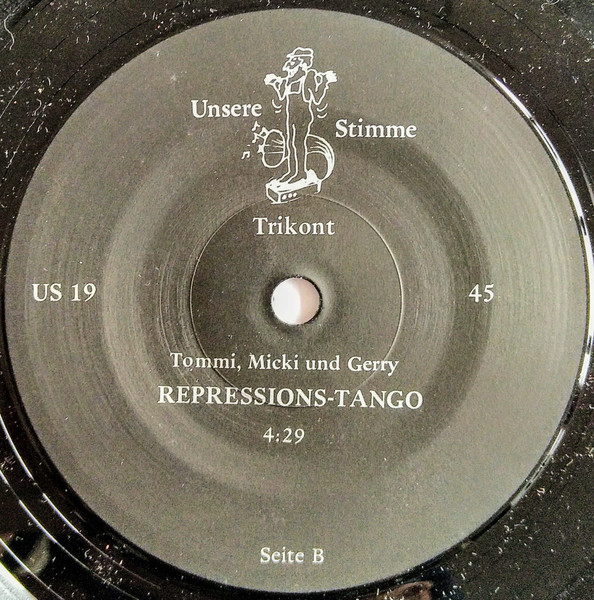 Unsere
Stimme
Trikont
US 19
45
Tommi, Micki und Gerry
REPRESSIONS-TANGO
4:29
Seite B